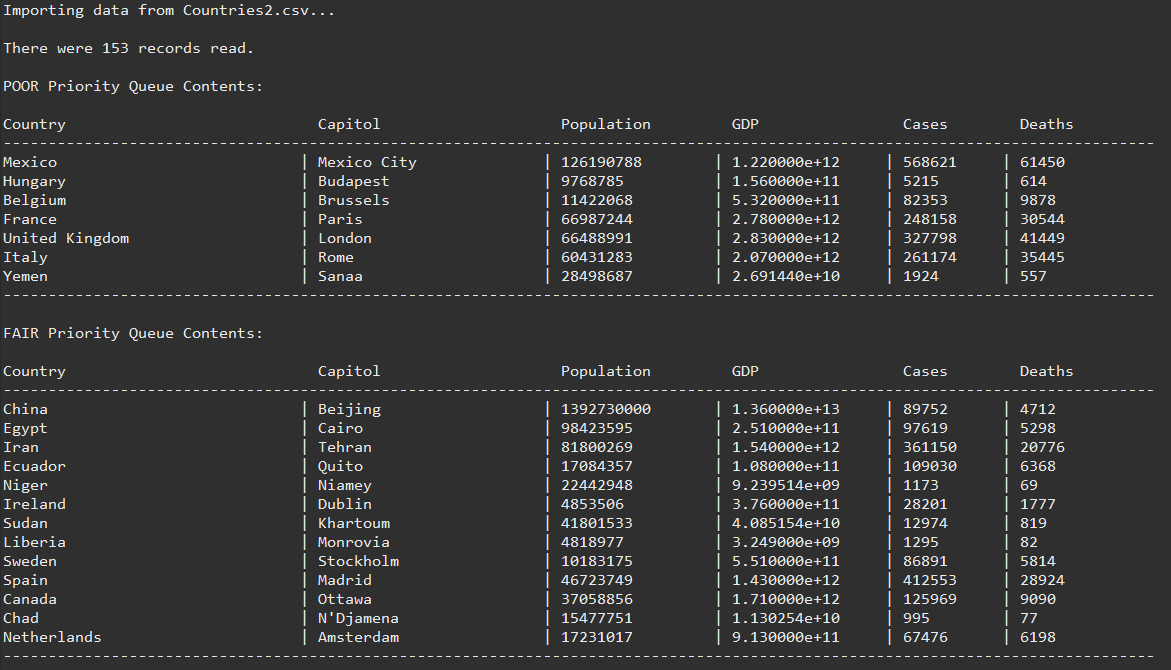 Importing data from Countries2.csv...
There were 153 records read.
POOR Priority Queue Contents:
Country Capitol Population GDP Cases Deaths
--------------------------------------------------------------------------------------------------------------------------------
Mexico | Mexico City | 126190788 | 1.220000e+12 | 568621 | 61450
Hungary | Budapest | 9768785 | 1.560000e+11 | 5215 | 614
Belgium | Brussels | 11422068 | 5.320000e+11 | 82353 | 9878
France | Paris | 66987244 | 2.780000e+12 | 248158 | 30544
United Kingdom | London | 66488991 | 2.830000e+12 | 327798 | 41449
Italy | Rome | 60431283 | 2.070000e+12 | 261174 | 35445
Yemen | Sanaa | 28498687 | 2.691440e+10 | 1924 | 557
--------------------------------------------------------------------------------------------------------------------------------
FAIR Priority Queue Contents:
Country Capitol Population GDP Cases Deaths
--------------------------------------------------------------------------------------------------------------------------------
China | Beijing | 1392730000 | 1.360000e+13 | 89752 | 4712
Egypt | Cairo | 98423595 | 2.510000e+11 | 97619 | 5298
Iran | Tehran | 81800269 | 1.540000e+12 | 361150 | 20776
Ecuador | Quito | 17084357 | 1.080000e+11 | 109030 | 6368
Niger | Niamey | 22442948 | 9.239514e+09 | 1173 | 69
Ireland | Dublin | 4853506 | 3.760000e+11 | 28201 | 1777
Sudan | Khartoum | 41801533 | 4.085154e+10 | 12974 | 819
Liberia | Monrovia | 4818977 | 3.249000e+09 | 1295 | 82
Sweden | Stockholm | 10183175 | 5.510000e+11 | 86891 | 5814
Spain | Madrid | 46723749 | 1.430000e+12 | 412553 | 28924
Canada | Ottawa | 37058856 | 1.710000e+12 | 125969 | 9090
Chad | N'Djamena | 15477751 | 1.130254e+10 | 995 | 77
Netherlands | Amsterdam | 17231017 | 9.130000e+11 | 67476 | 6198
--------------------------------------------------------------------------------------------------------------------------------